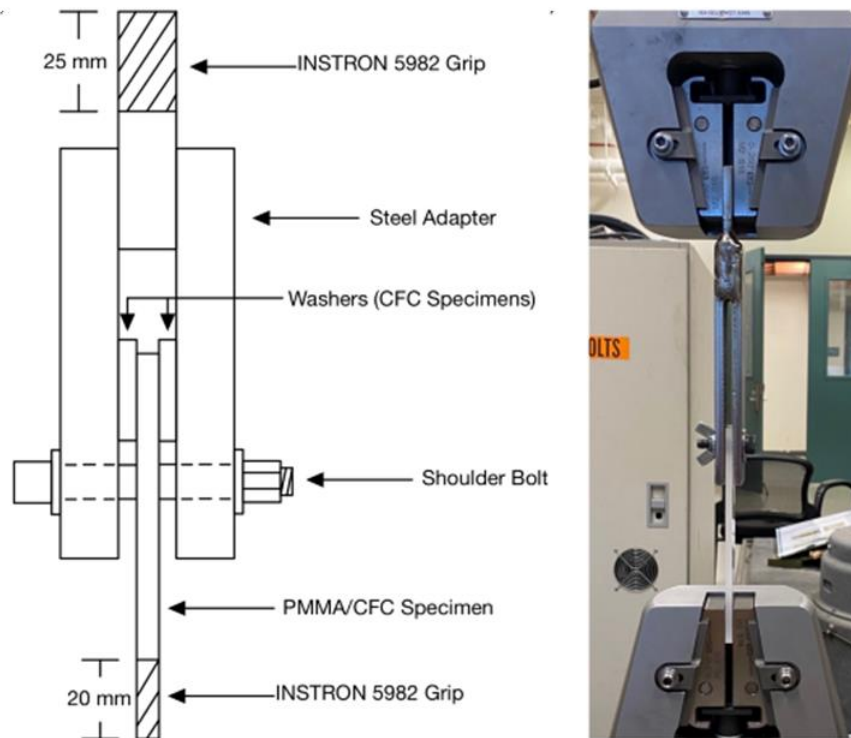 25 mm
INSTRON 5982 Grip
Steel Adapter
Washers (CFC Specimens)
Shoulder Bolt
PMMA/CFC Specimen
20 mm
INSTRON 5982 Grip
OLTS